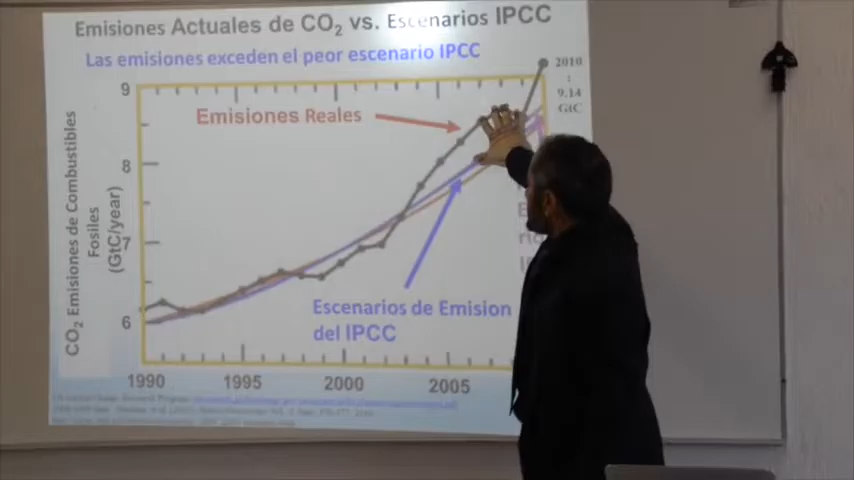 Emisiones Actuales de CO2 vs. Escenarios IPCC
Las emisiones exceden el peor escenario IPCC
2010
:
9.14
GtC
9
Emisiones Reales
8
CO2 Emisiones de Combustibles
Fosiles
(GtC/year)
7
Escenarios de Emision
del IPCC
6
1990 1995 2000 2005